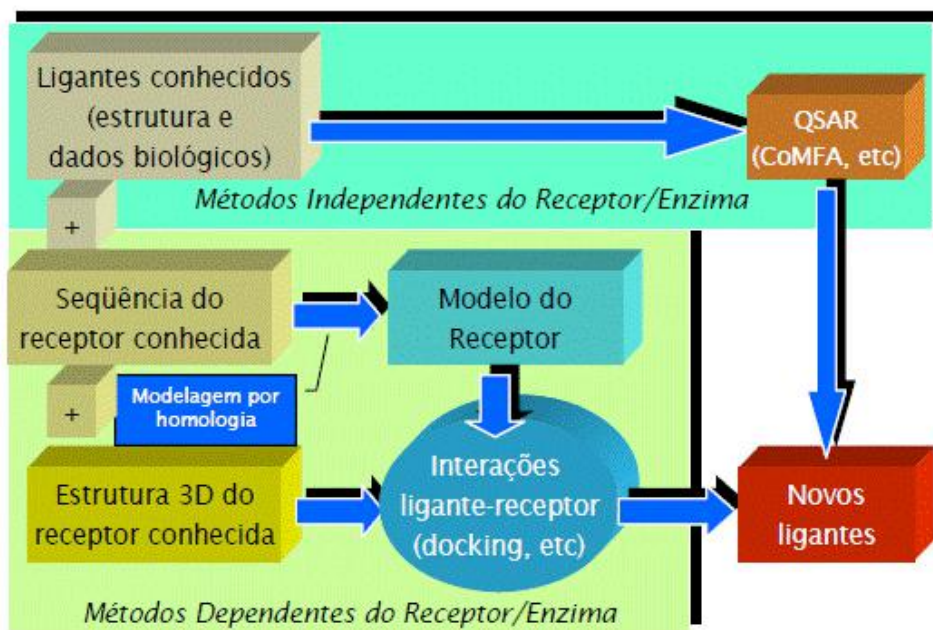 Ligantes conhecidos
(estrutura e
dados biológicos)
QSAR
(CoMFA, etc)
Métodos Independentes do Receptor/Enzima
+
Seqüência do
receptor conhecida
Modelo do
Receptor
Modelagem por
homologia
+
Estrutura 3D do
receptor conhecida
Interações
ligante-receptor
(docking, etc)
Novos
ligantes
Métodos Dependentes do Receptor/Enzima